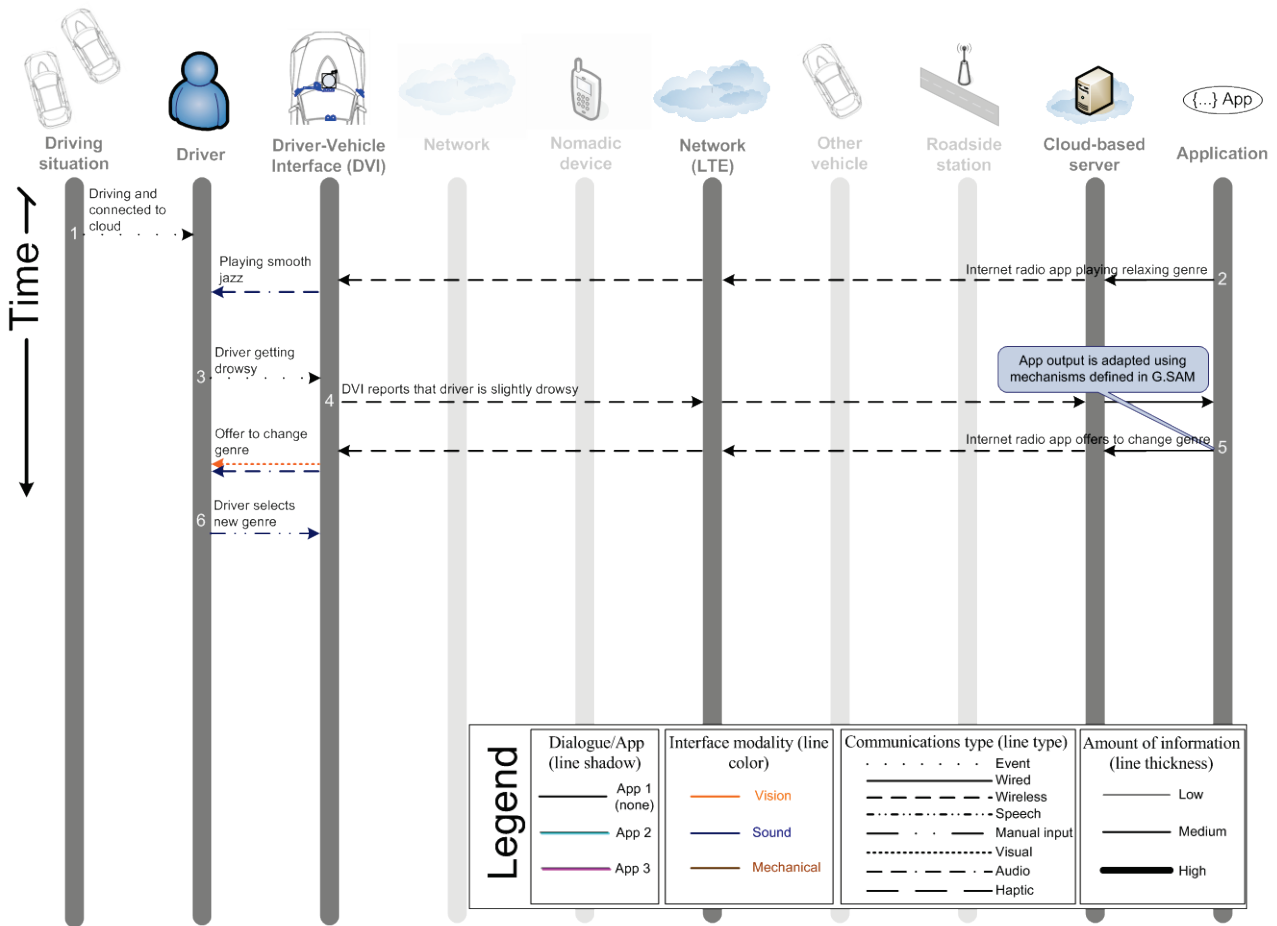 {...} App
Driving
situation
Driver
Driver-Vehicle
Interface (DVI)
Network
Nomadic
device
Network
(LTE)
Other
vehicle
Roadside
station
Cloud-based
server
Application
Time
Driving and
connected to
cloud
1
Playing smooth
jazz
Internet radio app playing relaxing genre
2
Driver getting
drowsy
3
App output is adapted using
mechanisms defined in G.SAM
DVI reports that driver is slightly drowsy
4
Offer to change
genre
Internet radio app offers to change genre
5
Driver selects
new genre
6
Legend
Dialogue/App
(line shadow)
App 1
(none)
App 2
App 3
Interface modality (line
color)
Vision
Sound
Mechanical
Communications type (line type)
Event
Wired
Wireless
Speech
Manual input
Visual
Audio
Haptic
Amount of information
(line thickness)
Low
Medium
High